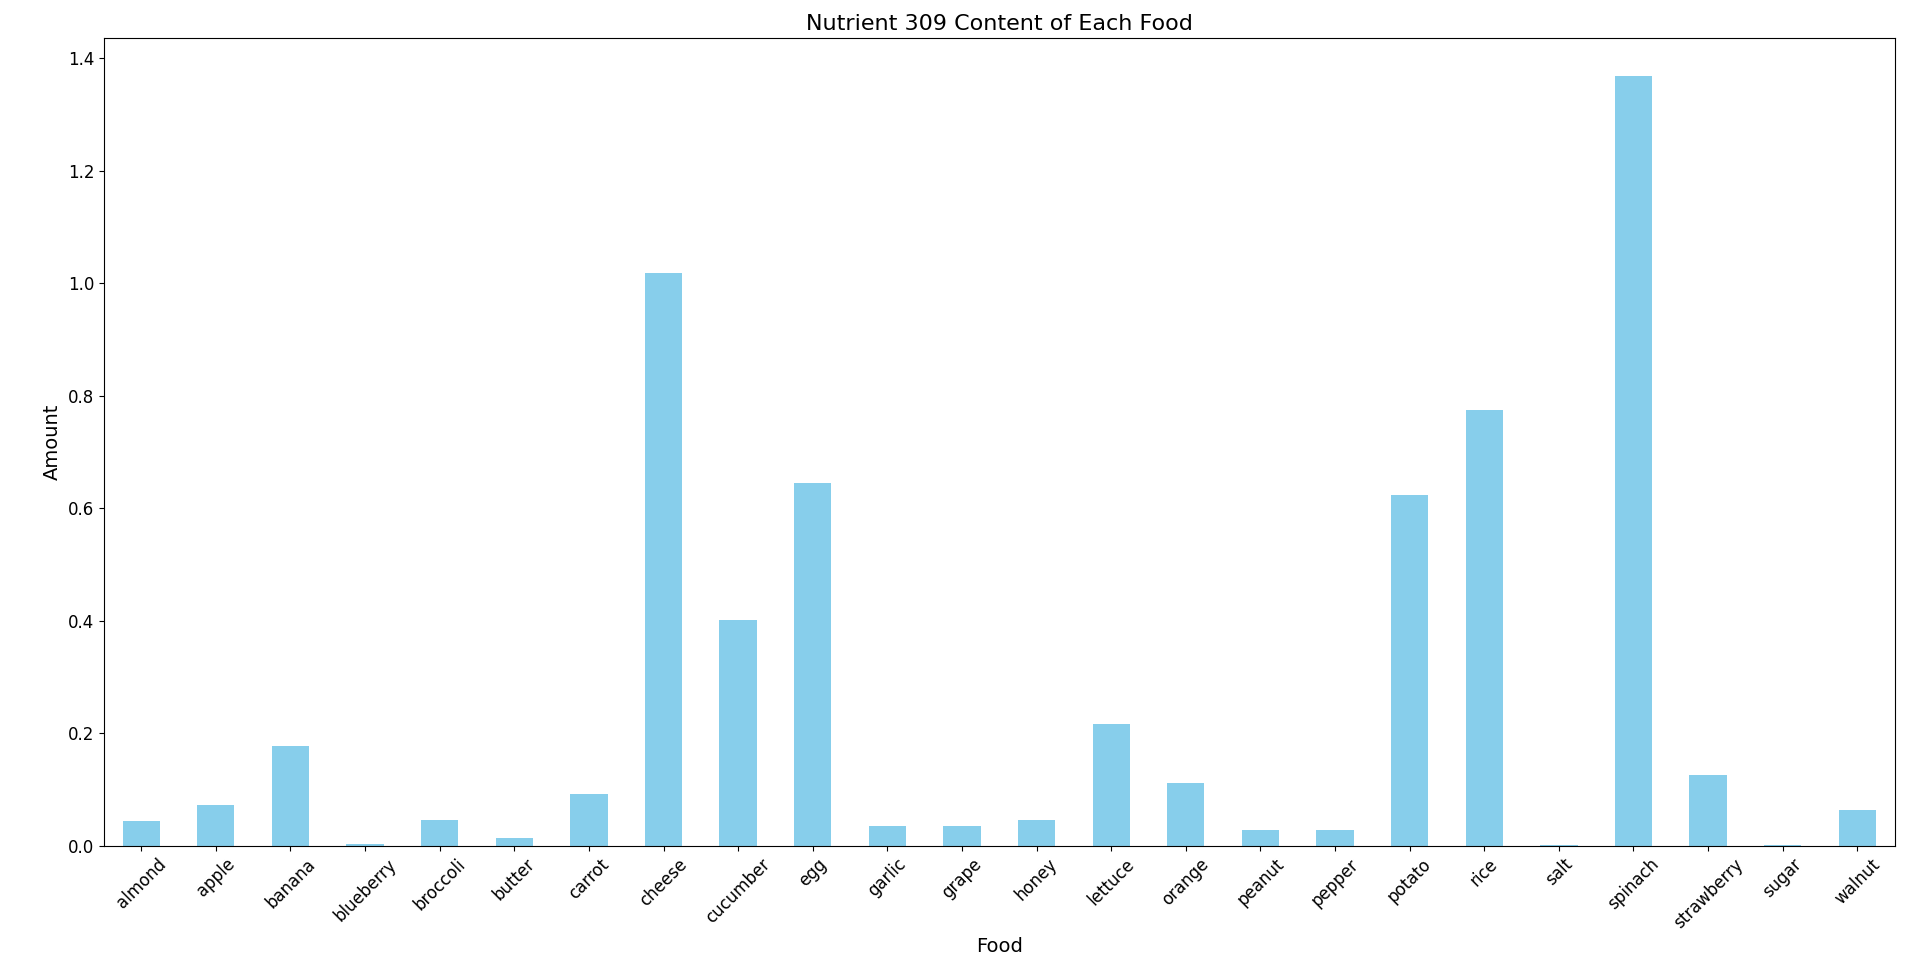 Nutrient 309 Content of Each Food
Amount
1.4
1.2
1.0
0.8
0.6
0.4
0.2
0.0
almond
apple
banana
blueberry
broccoli
butter
carrot
cheese
cucumber
egg
garlic
grape
honey
lettuce
orange
peanut
pepper
potato
rice
salt
spinach
strawberry
sugar
walnut
Food